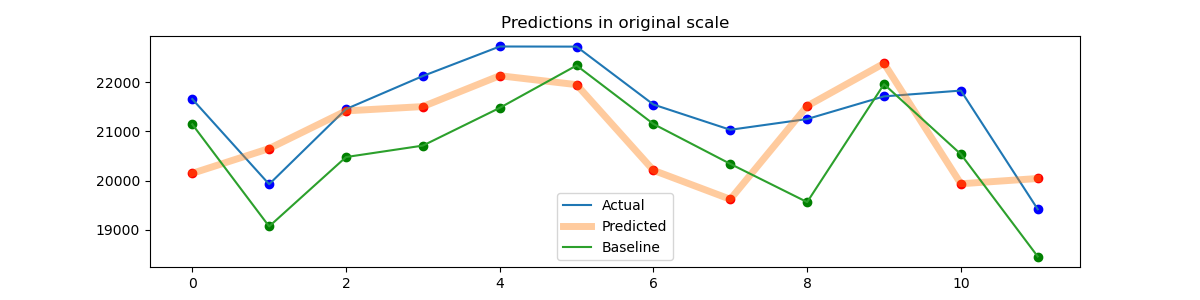 Predictions in original scale
22000
21000
20000
19000
Actual
Predicted
Baseline
0 2 4 6 8 10